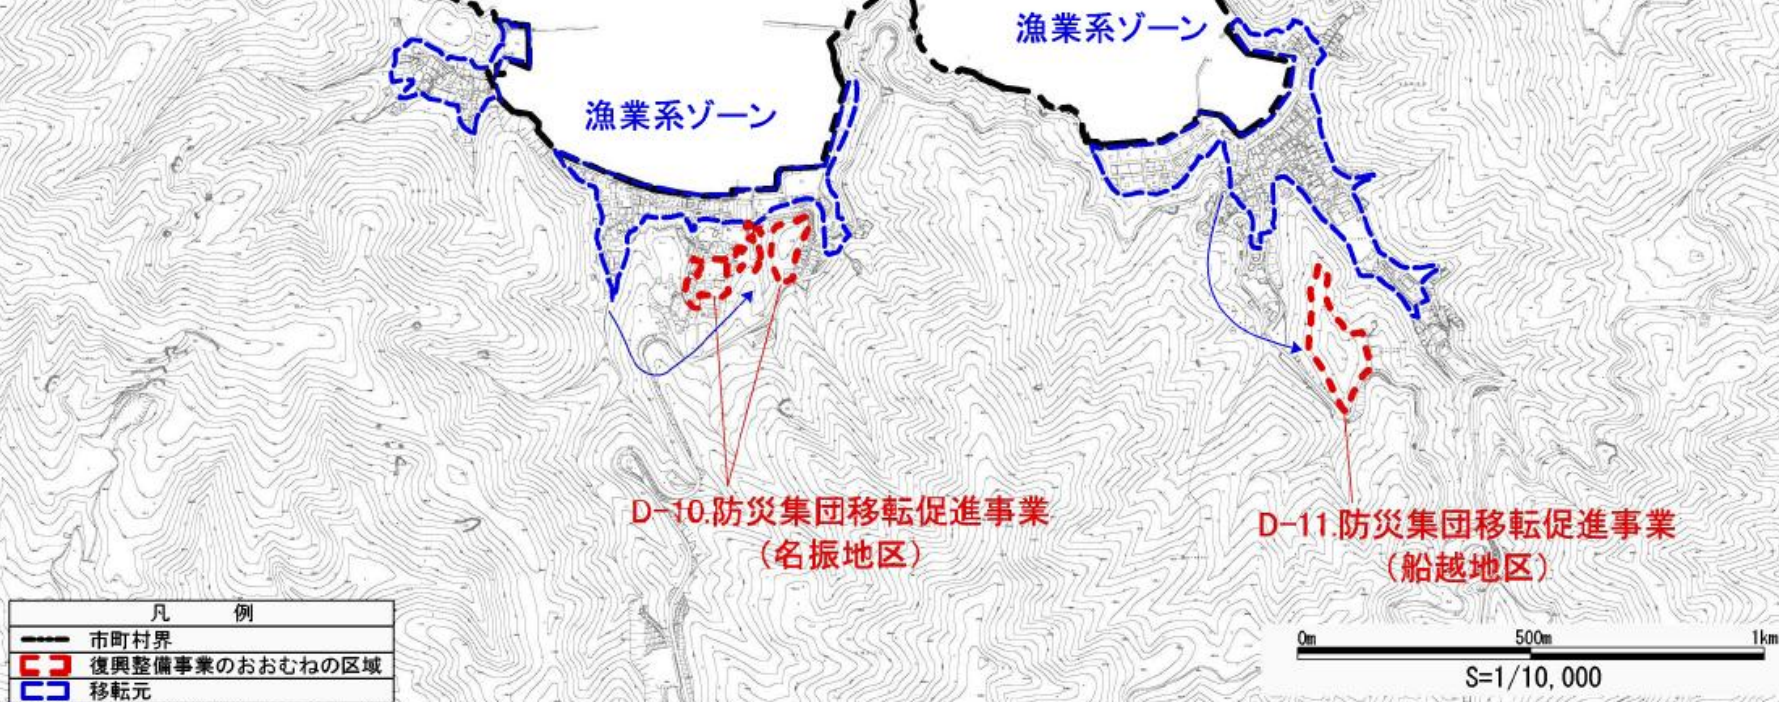 漁業系ゾーン
漁業系ゾーン
D-10.防災集団移転促進事業
（名振地区）
D-11.防災集団移転促進事業
（船越地区）
凡　例
市町村界
復興整備事業のおおむねの区域
移転元
0m 500m 1km
S=1/10,000